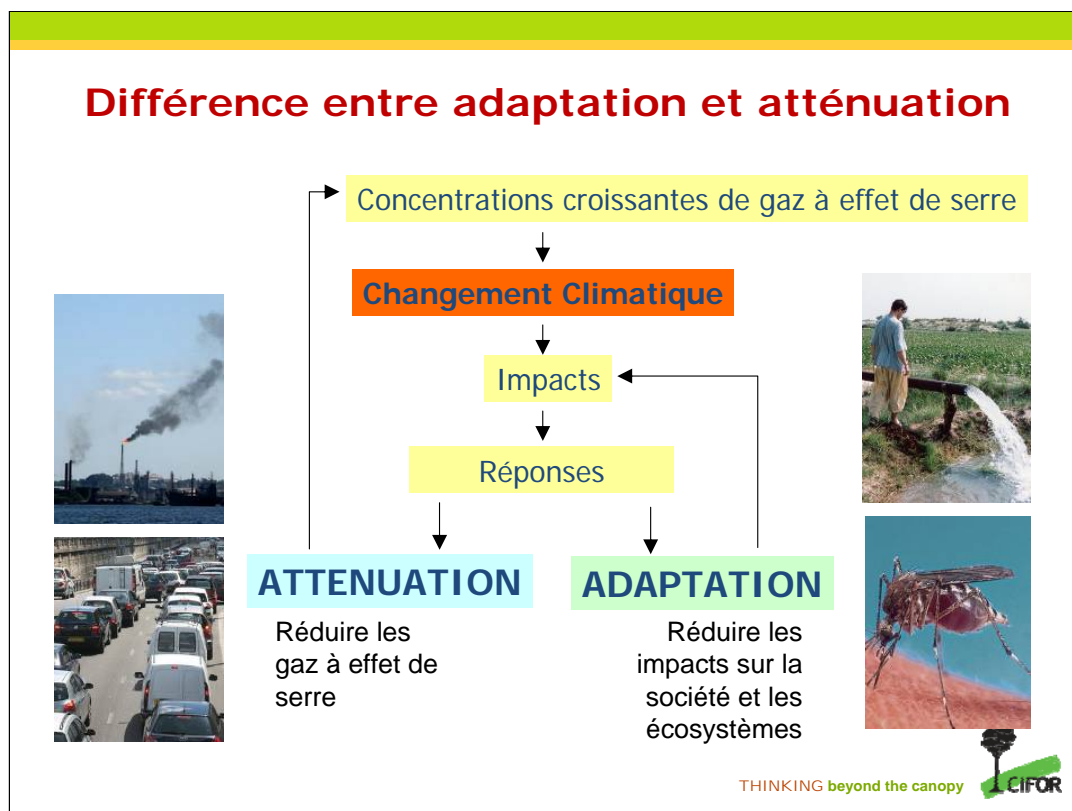 Différence entre adaptation et atténuation
Concentrations croissantes de gaz à effet de serre
Changement Climatique
Impacts
Réponses
ATTENUATION
Réduire les
gaz à effet de
serre
ADAPTATION
Réduire les
impacts sur la
société et les
écosystèmes
THINKING beyond the canopy
CIFOR